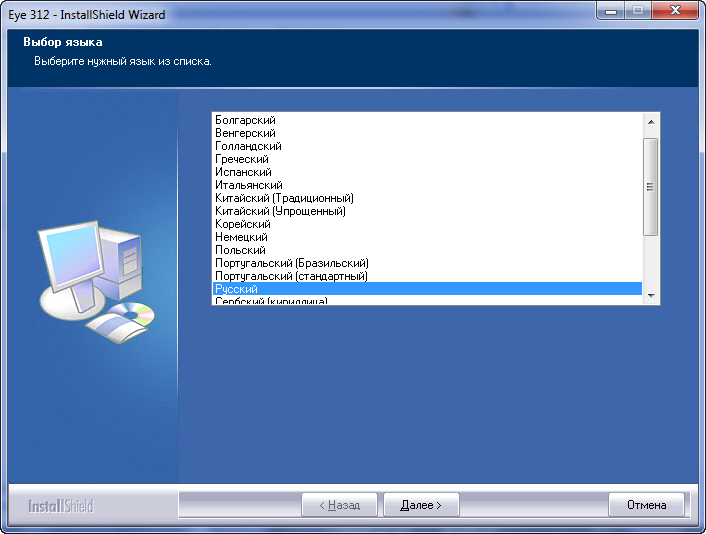 Eye 312 - InstallShield Wizard
Выбор языка
Выберите нужный язык из списка.
Болгарский
Венгерский
Голландский
Греческий
Испанский
Итальянский
Китайский (Традиционный)
Китайский (Упрощенный)
Корейский
Немецкий
Польский
Португальский (Бразильский)
Португальский (стандартный)
Русский
Сербский (кириллица)
InstallShield
< Назад
Далее >
Отмена